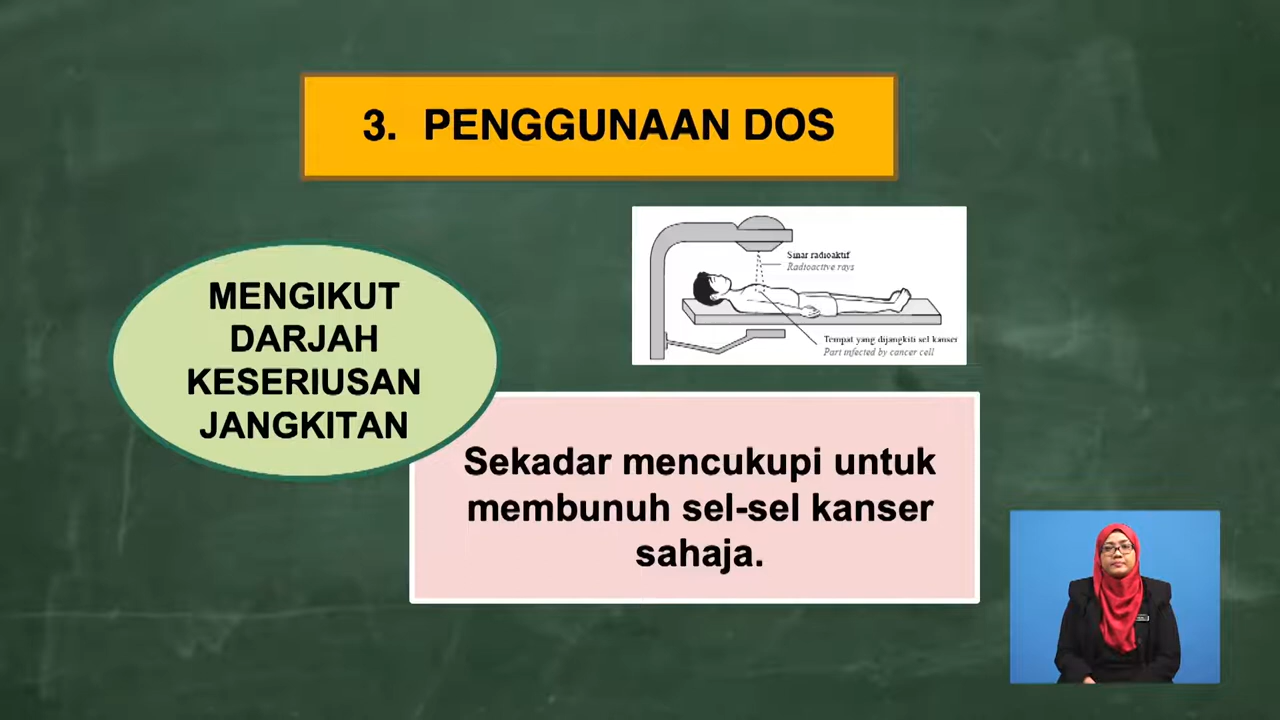 3. PENGGUNAAN DOS
Sinar radioaktif
Radioactive rays
MENGIKUT
DARJAH
KESERIUSAN
JANGKITAN
Tempat yang dijangkiti sel kanser
Part infected by cancer cell
Sekadar mencukupi untuk
membunuh sel-sel kanser
sahaja.